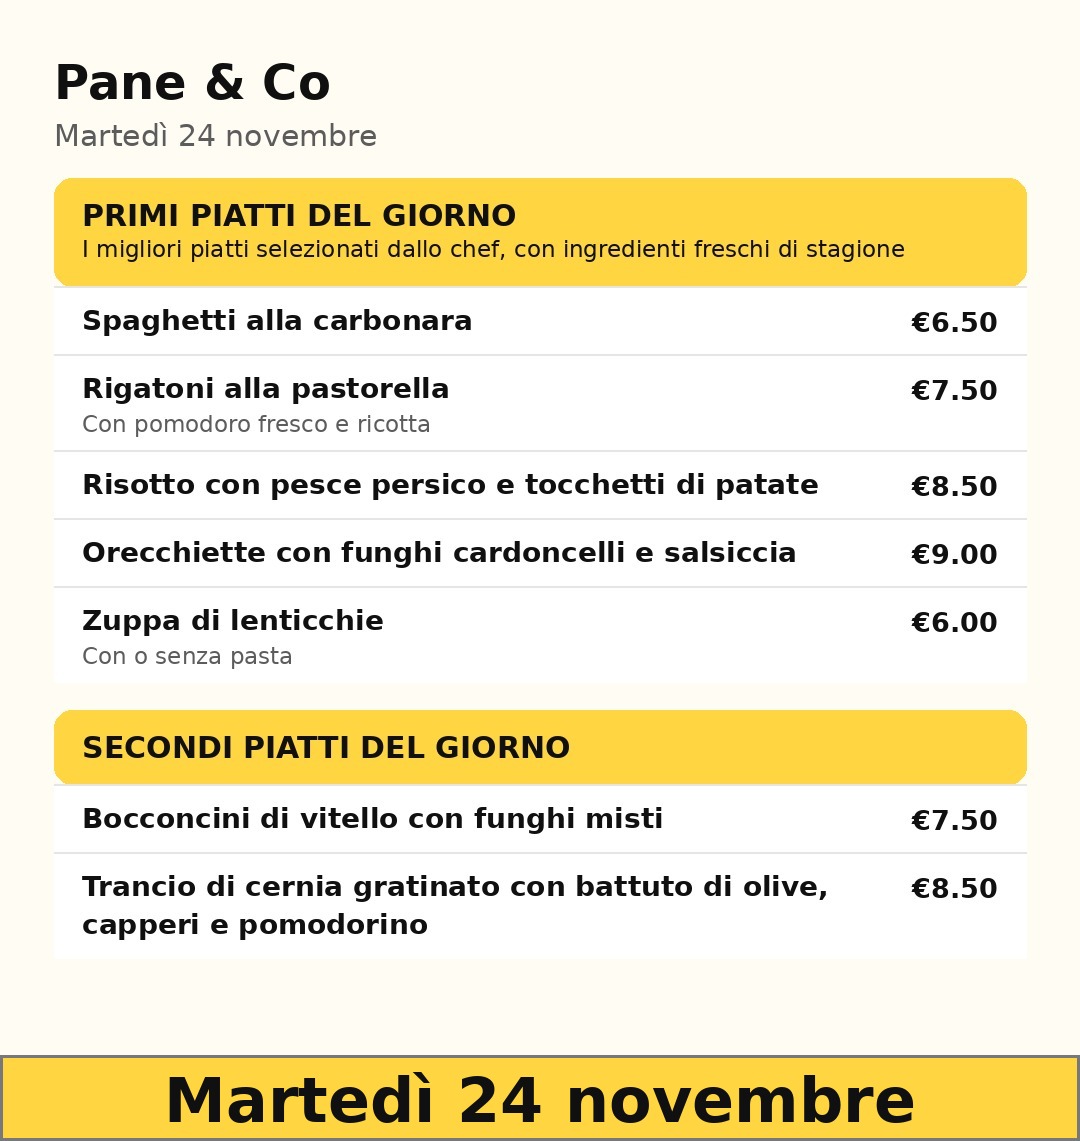 Pane & Co
Martedì 24 novembre
PRIMI PIATTI DEL GIORNO
I migliori piatti selezionati dallo chef, con ingredienti freschi di stagione
Spaghetti alla carbonara €6.50
Rigatoni alla pastorella €7.50
Con pomodoro fresco e ricotta
Risotto con pesce persico e tocchetti di patate €8.50
Orecchiette con funghi cardoncelli e salsiccia €9.00
Zuppa di lenticchie €6.00
Con o senza pasta
SECONDI PIATTI DEL GIORNO
Bocconcini di vitello con funghi misti €7.50
Trancio di cernia gratinato con battuto di olive, €8.50
capperi e pomodorino
Martedì 24 novembre